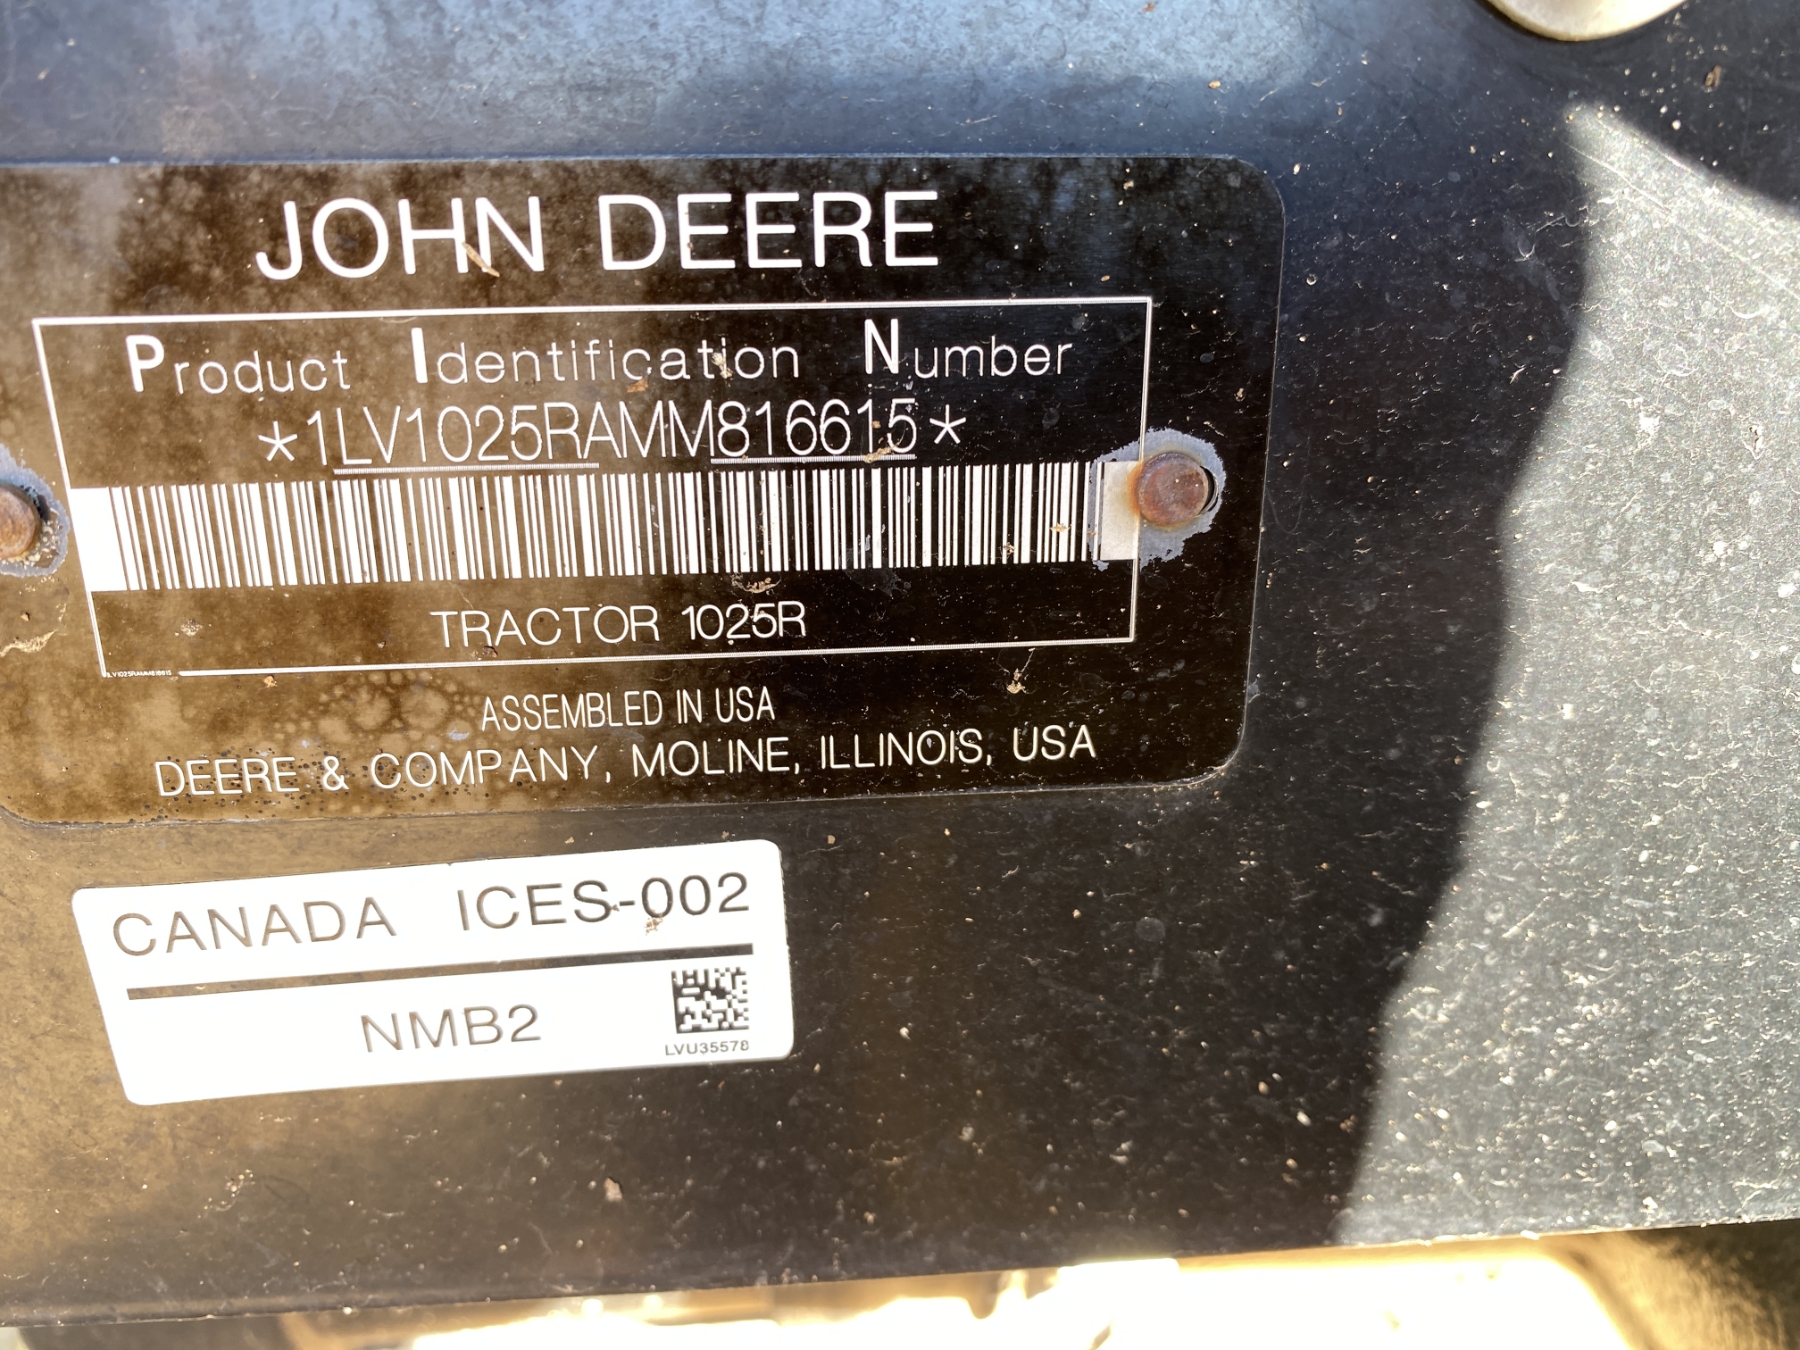 JOHN DEERE
Product Identification Number
*1LV1025RAMM816615*
TRACTOR 1025R
1LV1025RAMM816615
ASSEMBLED IN USA
DEERE & COMPANY, MOLINE, ILLINOIS, USA
CANADA ICES-002
NMB2
LVU35578